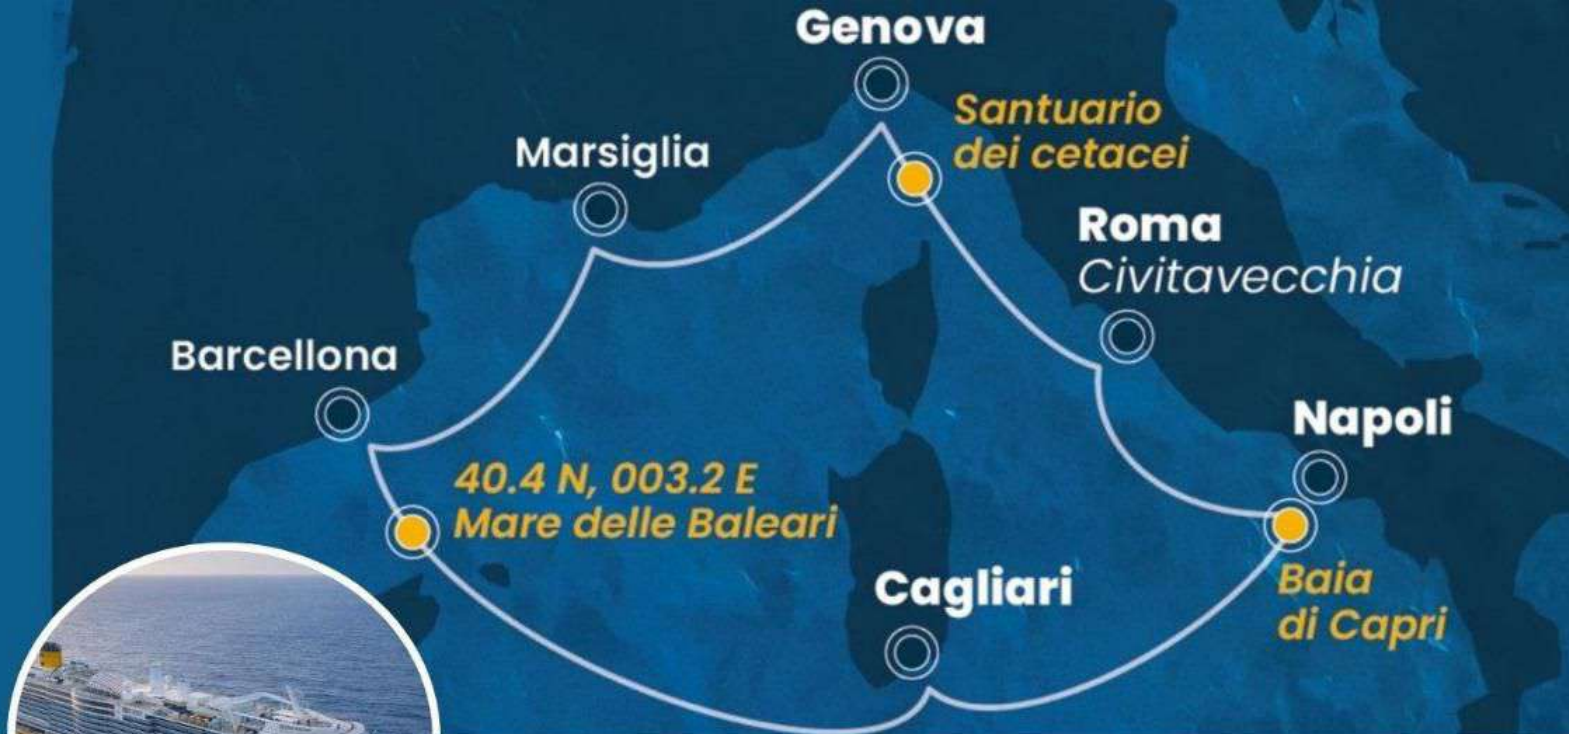 Genova
Santuario
dei cetacei
Marsiglia
Roma
Civitavecchia
Barcellona
Napoli
40.4 N, 003.2 E
Mare delle Baleari
Cagliari
Baia
di Capri